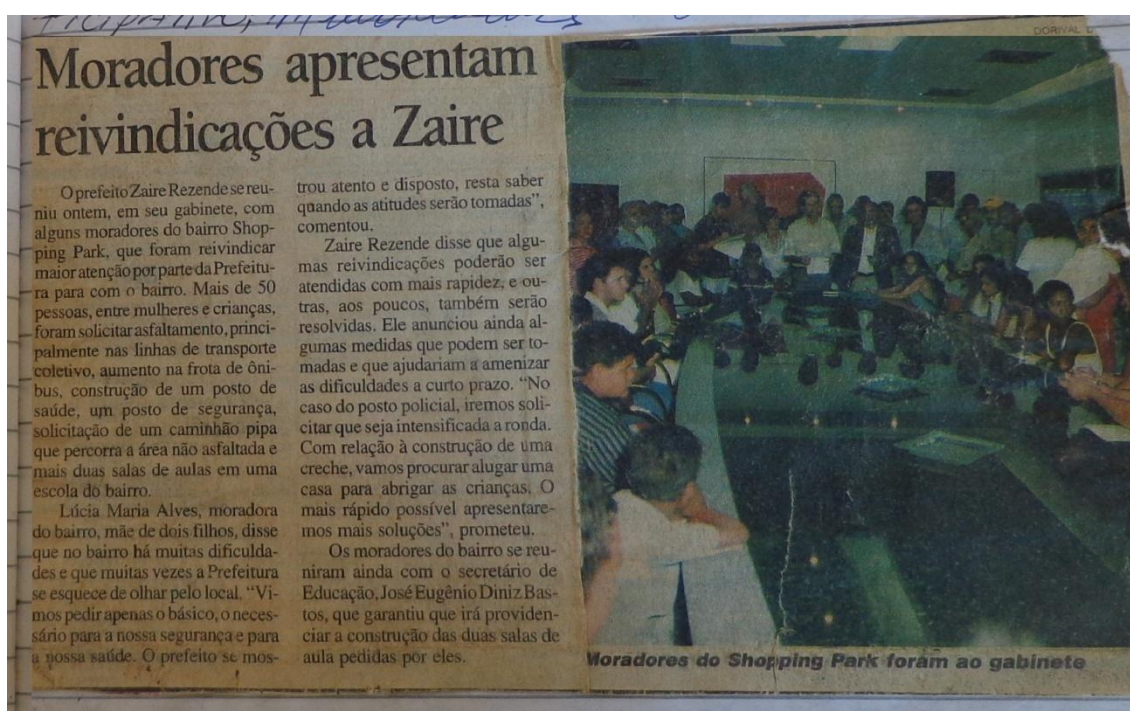 DORIVAL
Moradores apresentam
reivindicações a Zaire
O prefeito Zaire Rezende se reu-
niu ontem, em seu gabinete, com
alguns moradores do bairro Shop-
ping Park, que foram reivindicar
maior atenção por parte da Prefeitu-
ra para com o bairro. Mais de 50
pessoas, entre mulheres e crianças,
foram solicitar asfaltamento, princi-
palmente nas linhas de transporte
coletivo, aumento na frota de ôni-
bus, construção de um posto de
saúde, um posto de segurança,
solicitação de um caminhão pipa
que percorra a área não asfaltada e
mais duas salas de aulas em uma
escola do bairro.
Lúcia Maria Alves, moradora
do bairro, mãe de dois filhos, disse
que no bairro há muitas dificulda-
des e que muitas vezes a Prefeitura
se esquece de olhar pelo local. “Vi-
mos pedir apenas o básico, o neces-
sário para a nossa segurança e para
a nossa saúde. O prefeito se mos-
trou atento e disposto, resta saber
quando as atitudes serão tomadas”,
comentou.
Zaire Rezende disse que algu-
mas reivindicações poderão ser
atendidas com mais rapidez, e ou-
tras, aos poucos, também serão
resolvidas. Ele anunciou ainda al-
gumas medidas que podem ser to-
madas e que ajudariam a amenizar
as dificuldades a curto prazo. “No
caso do posto policial, iremos soli-
citar que seja intensificada a ronda.
Com relação à construção de uma
creche, vamos procurar alugar uma
casa para abrigar as crianças. O
mais rápido possível apresentare-
mos mais soluções”, prometeu.
Os moradores do bairro se reu-
niram ainda com o secretário de
Educação, José Eugênio Diniz Bas-
tos, que garantiu que irá providen-
ciar a construção das duas salas de
aula pedidas por eles.
Moradores do Shopping Park foram ao gabinete